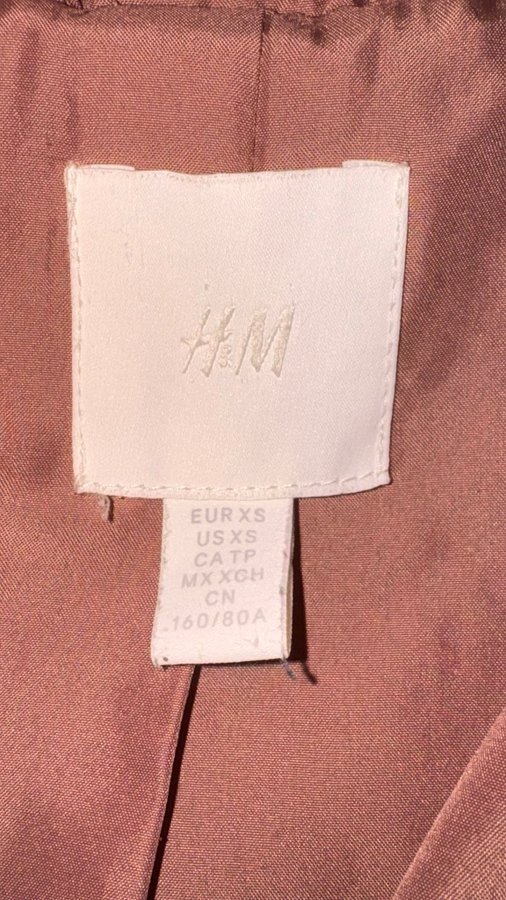 H&M
EUR XS
US XS
CA TP
MX XCH
CN
160/80A